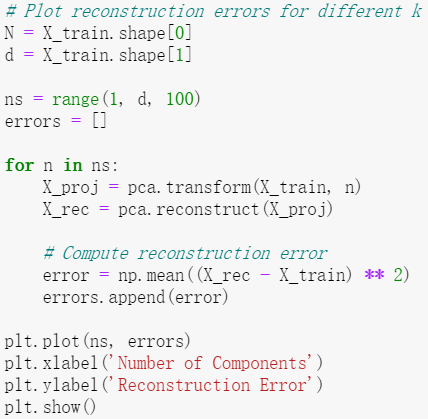 # Plot reconstruction errors for different k
N = X_train.shape[0]
d = X_train.shape[1]
ns = range(1, d, 100)
errors = []
for n in ns:
    X_proj = pca.transform(X_train, n)
    X_rec = pca.reconstruct(X_proj)
    # Compute reconstruction error
    error = np.mean((X_rec - X_train) ** 2)
    errors.append(error)
plt.plot(ns, errors)
plt.xlabel('Number of Components')
plt.ylabel('Reconstruction Error')
plt.show()